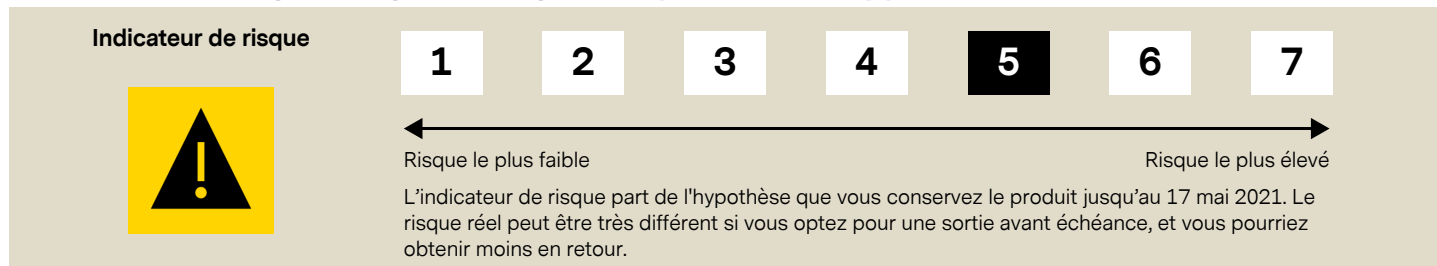 Indicateur de risque
1 2 3 4 5 6 7
Risque le plus faible Risque le plus élevé
L'indicateur de risque part de l'hypothèse que vous conservez le produit jusqu'au 17 mai 2021. Le
risque réel peut être très différent si vous optez pour une sortie avant échéance, et vous pourriez
obtenir moins en retour.